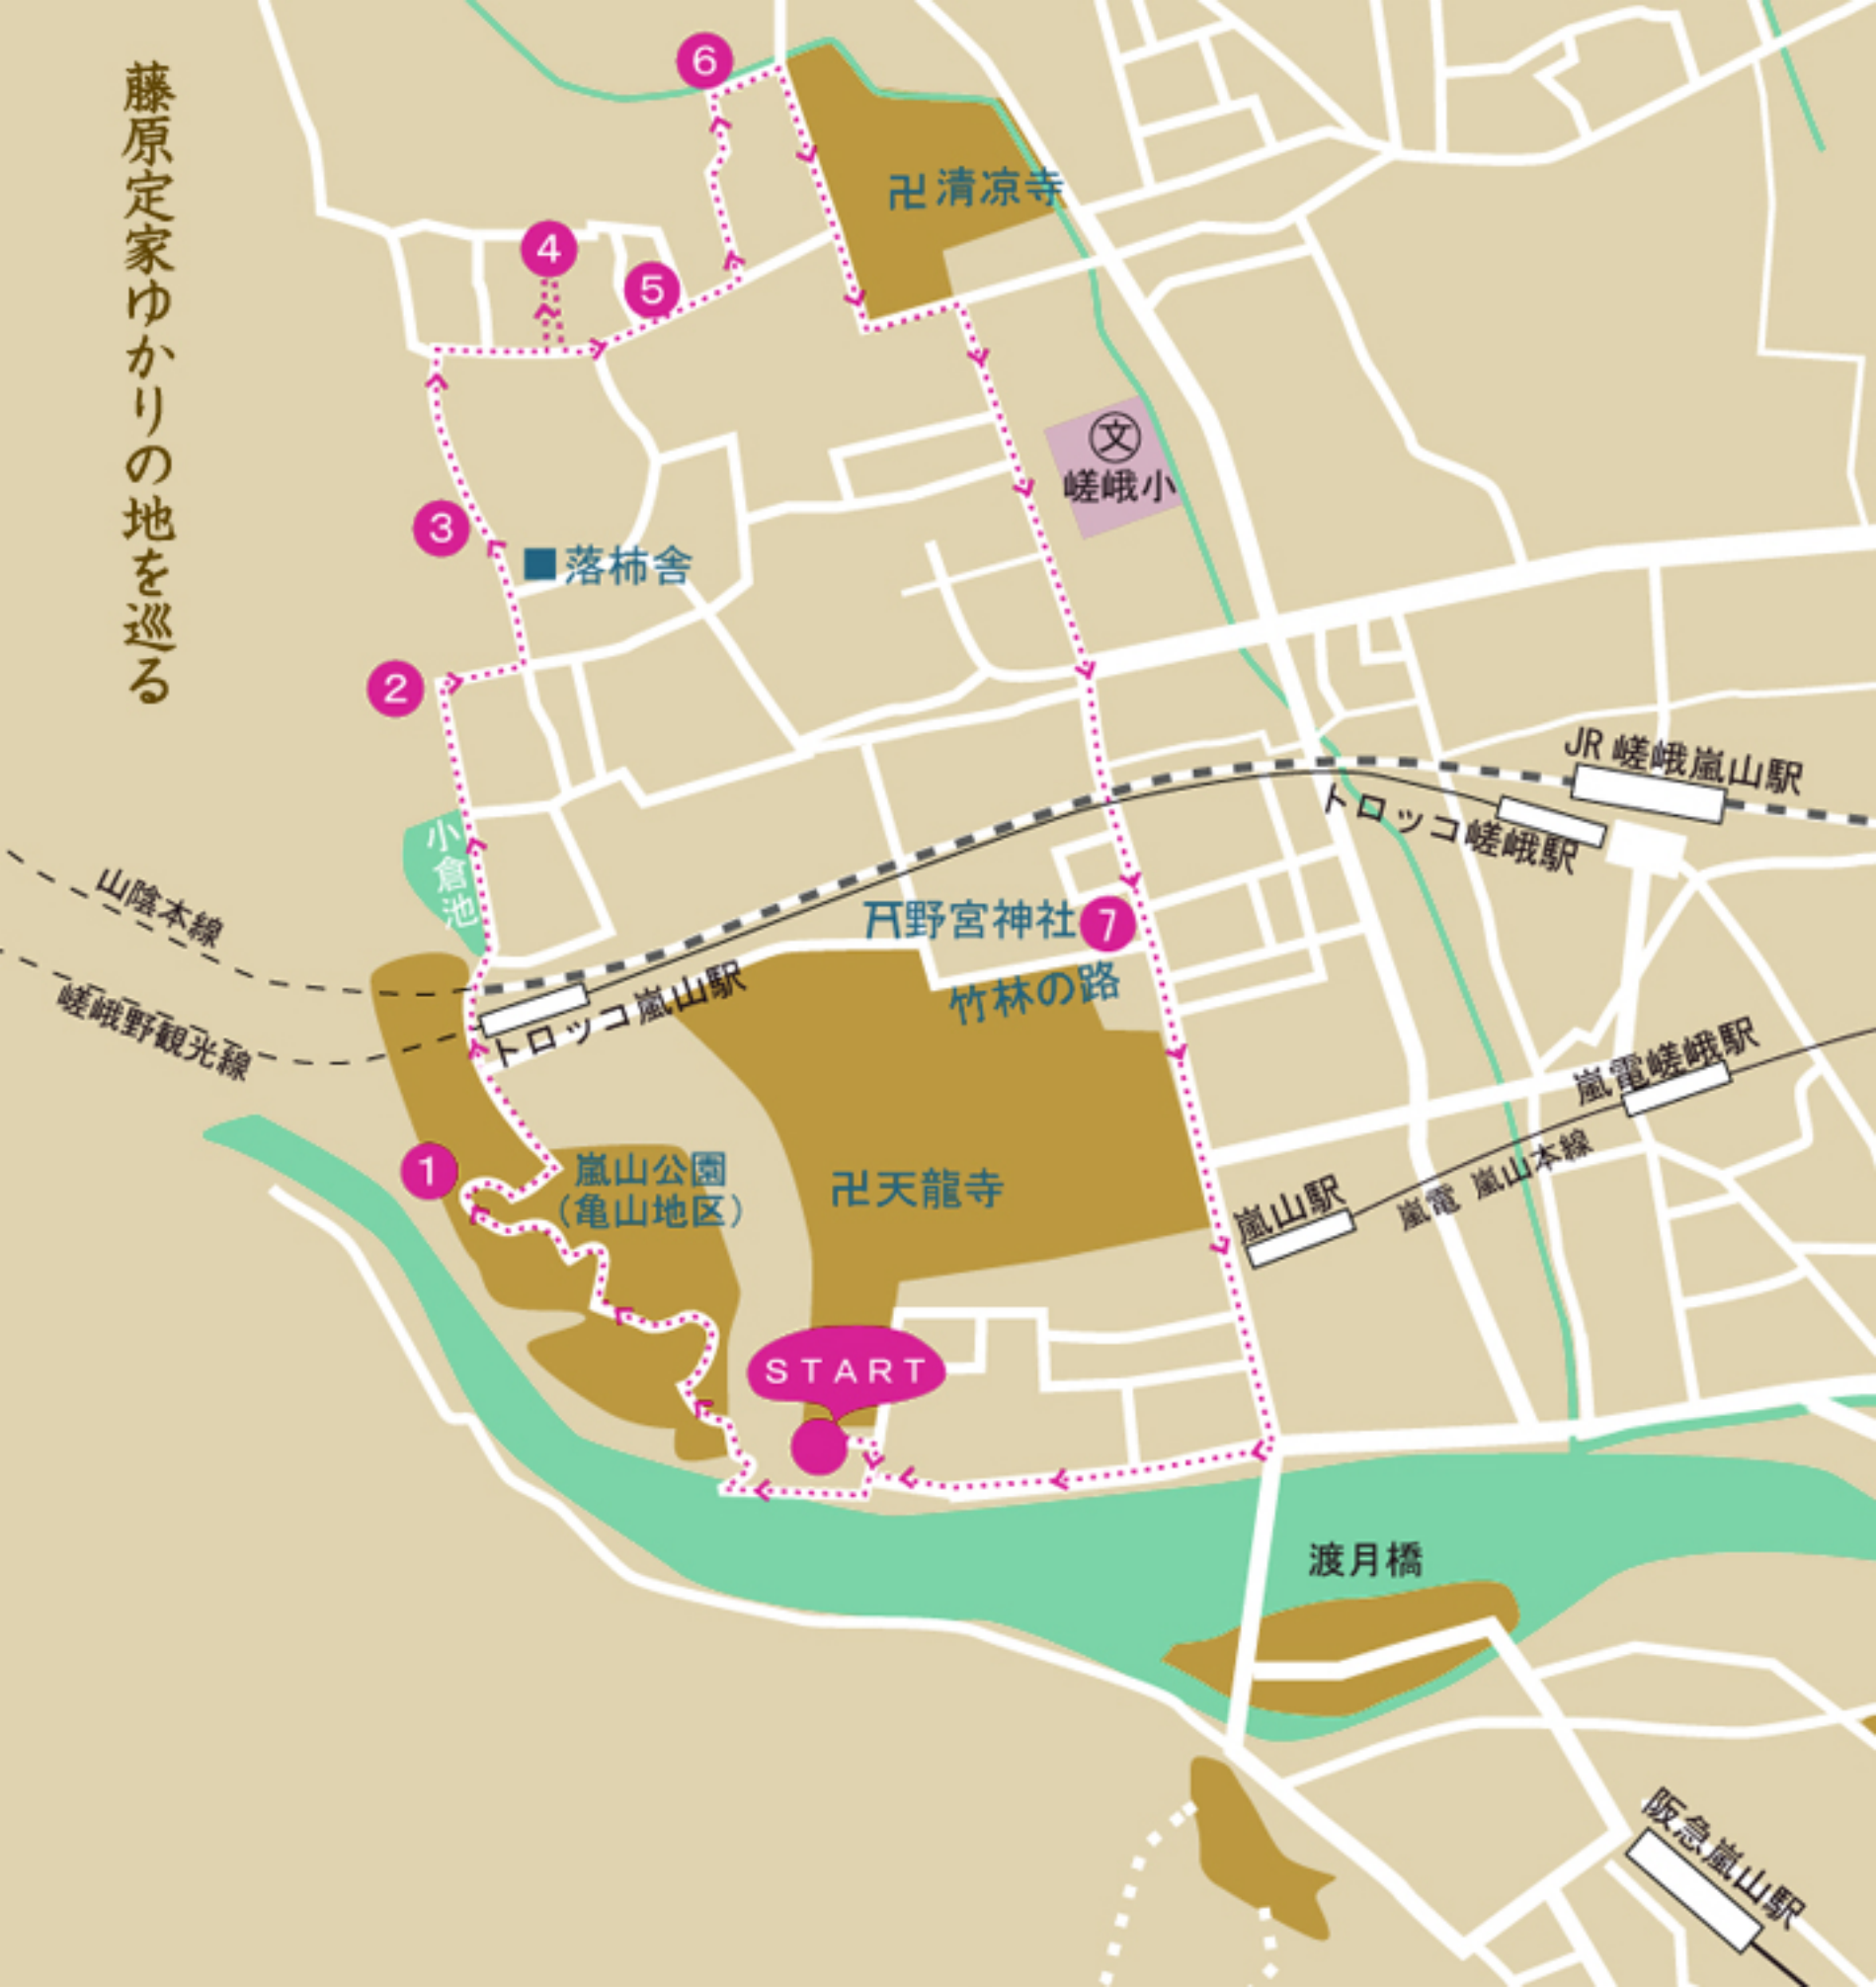 藤原定家ゆかりの地を巡る
6
卍清凉寺
4
5
文
嵯峨小
3
落柿舎
2
JR 嵯峨嵐山駅
トロッコ嵯峨駅
小倉池
山陰本線
野宮神社
7
竹林の路
トロッコ嵐山駅
嵯峨野観光線
嵐電嵯峨駅
1
嵐山公園
（亀山地区）
卍天龍寺
嵐山駅
嵐電 嵐山本線
START
渡月橋
阪急嵐山駅